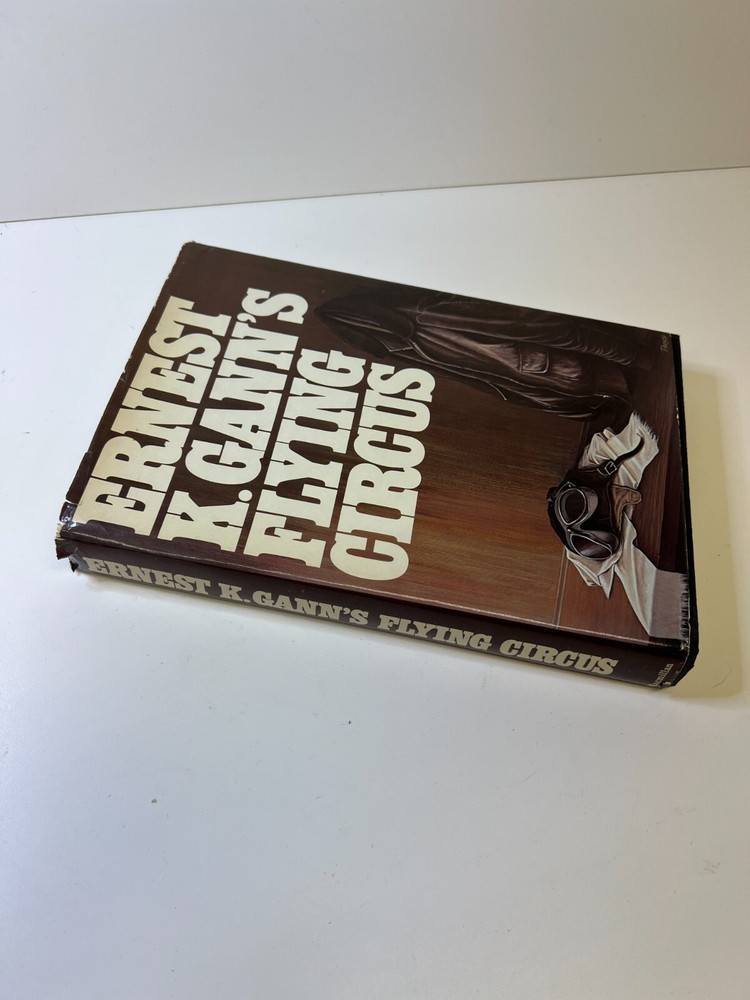 ERNEST
K. GANN'S
FLYING
CIRCUS
ERNEST K. GANN'S FLYING CIRCUS